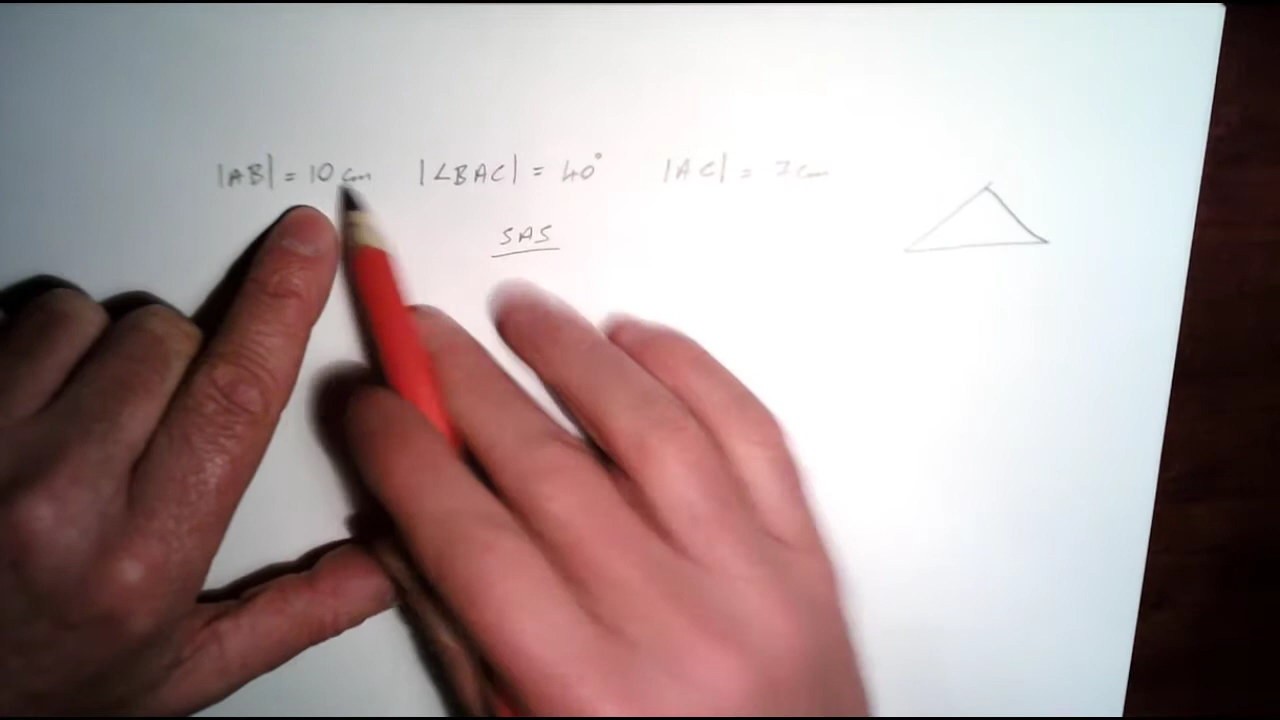 |AB| = 10 cm |∠BAC| = 40° |AC| = 7 cm
SAS